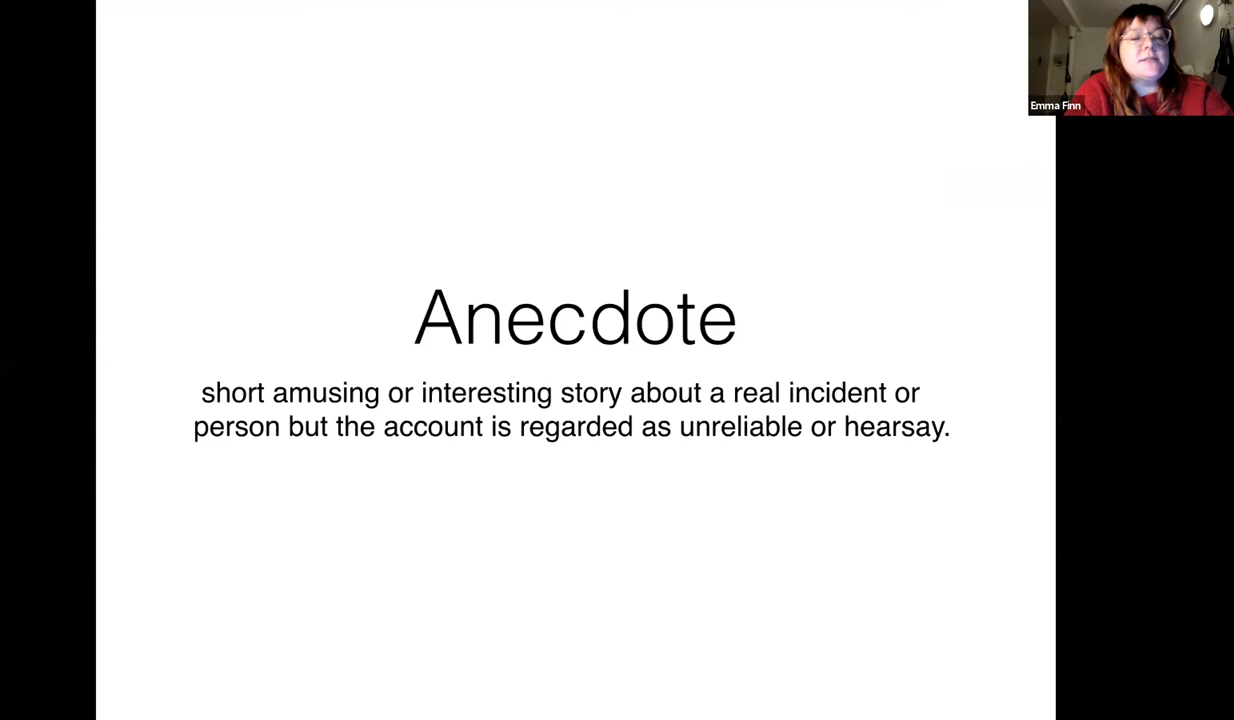 Emma Finn
Anecdote
short amusing or interesting story about a real incident or
person but the account is regarded as unreliable or hearsay.